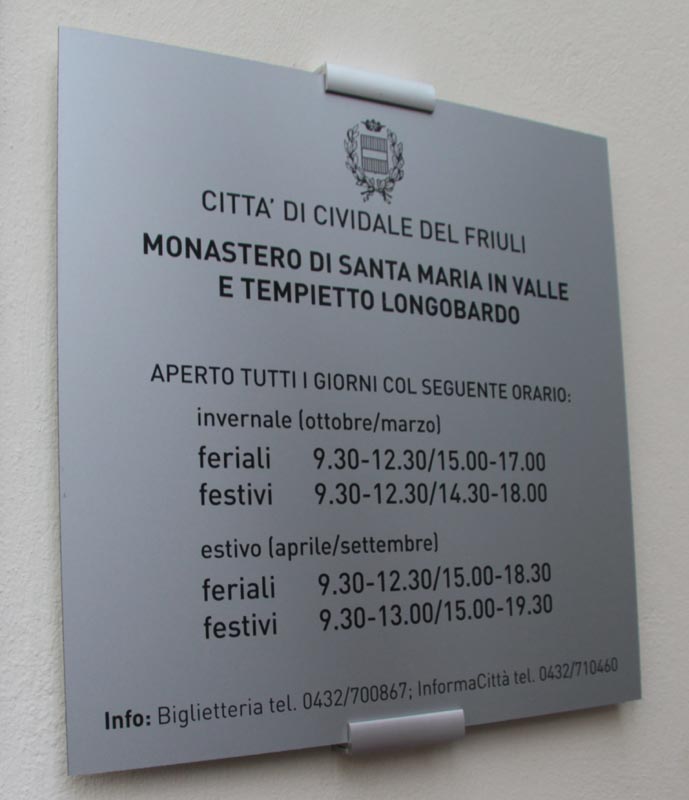 CITTA' DI CIVIDALE DEL FRIULI
MONASTERO DI SANTA MARIA IN VALLE
E TEMPIETTO LONGOBARDO
APERTO TUTTI I GIORNI COL SEGUENTE ORARIO:
invernale (ottobre/marzo)
feriali 9.30-12.30/15.00-17.00
festivi 9.30-12.30/14.30-18.00
estivo (aprile/settembre)
feriali 9.30-12.30/15.00-18.30
festivi 9.30-13.00/15.00-19.30
Info: Biglietteria tel. 0432/700867; InformaCittà tel. 0432/710460